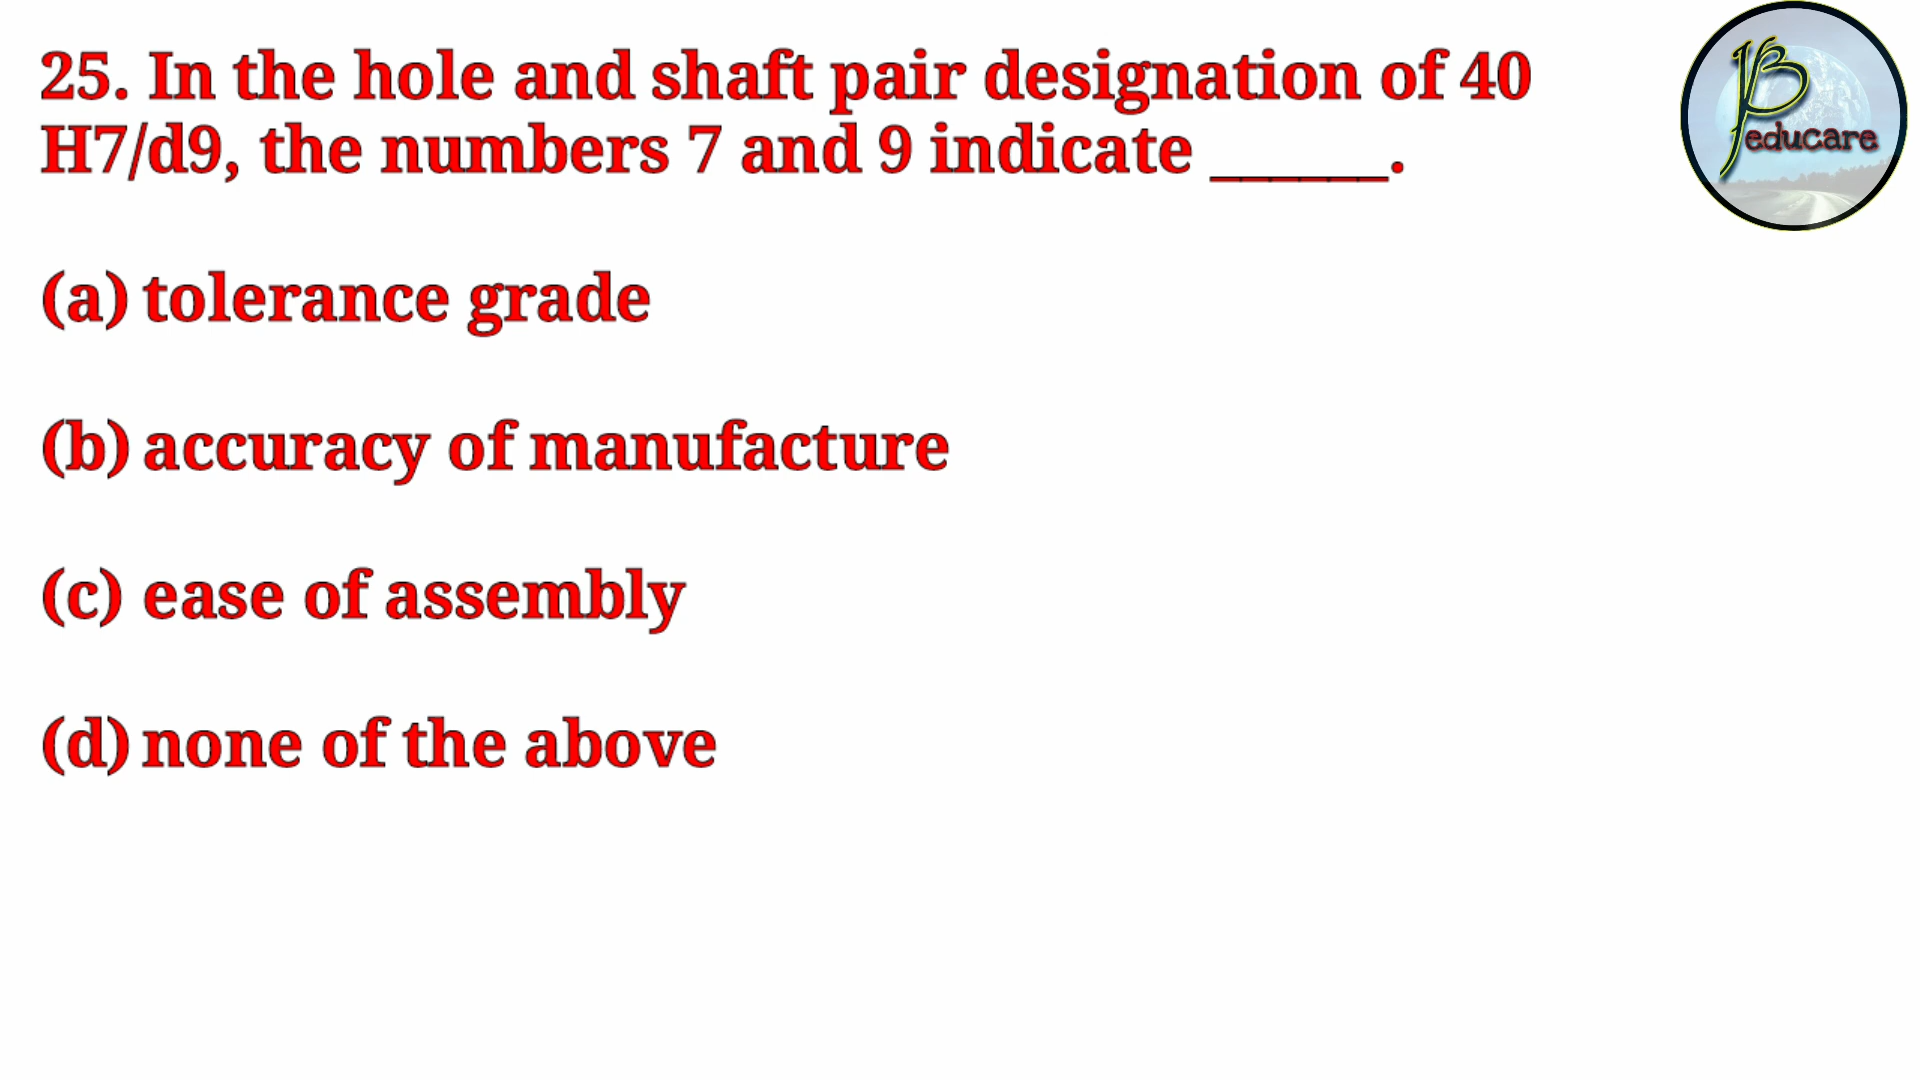 25. In the hole and shaft pair designation of 40
H7/d9, the numbers 7 and 9 indicate ______.
(a) tolerance grade
(b) accuracy of manufacture
(c) ease of assembly
(d) none of the above
educare